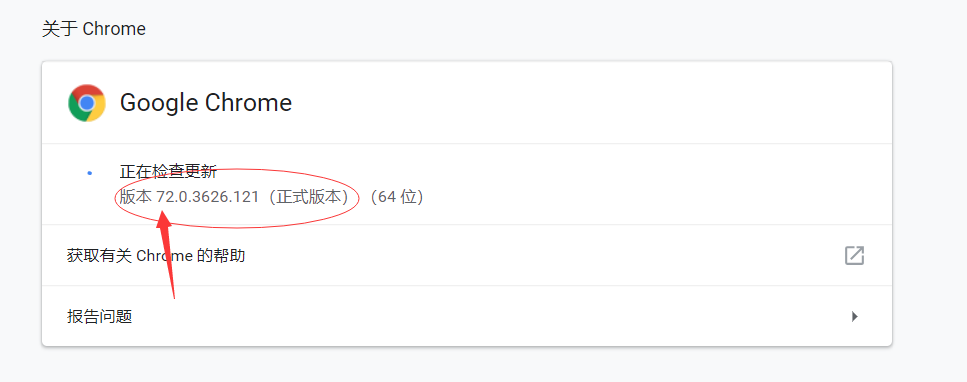 关于 Chrome
Google Chrome
正在检查更新
版本 72.0.3626.121（正式版本） （64 位）
获取有关 Chrome 的帮助
报告问题